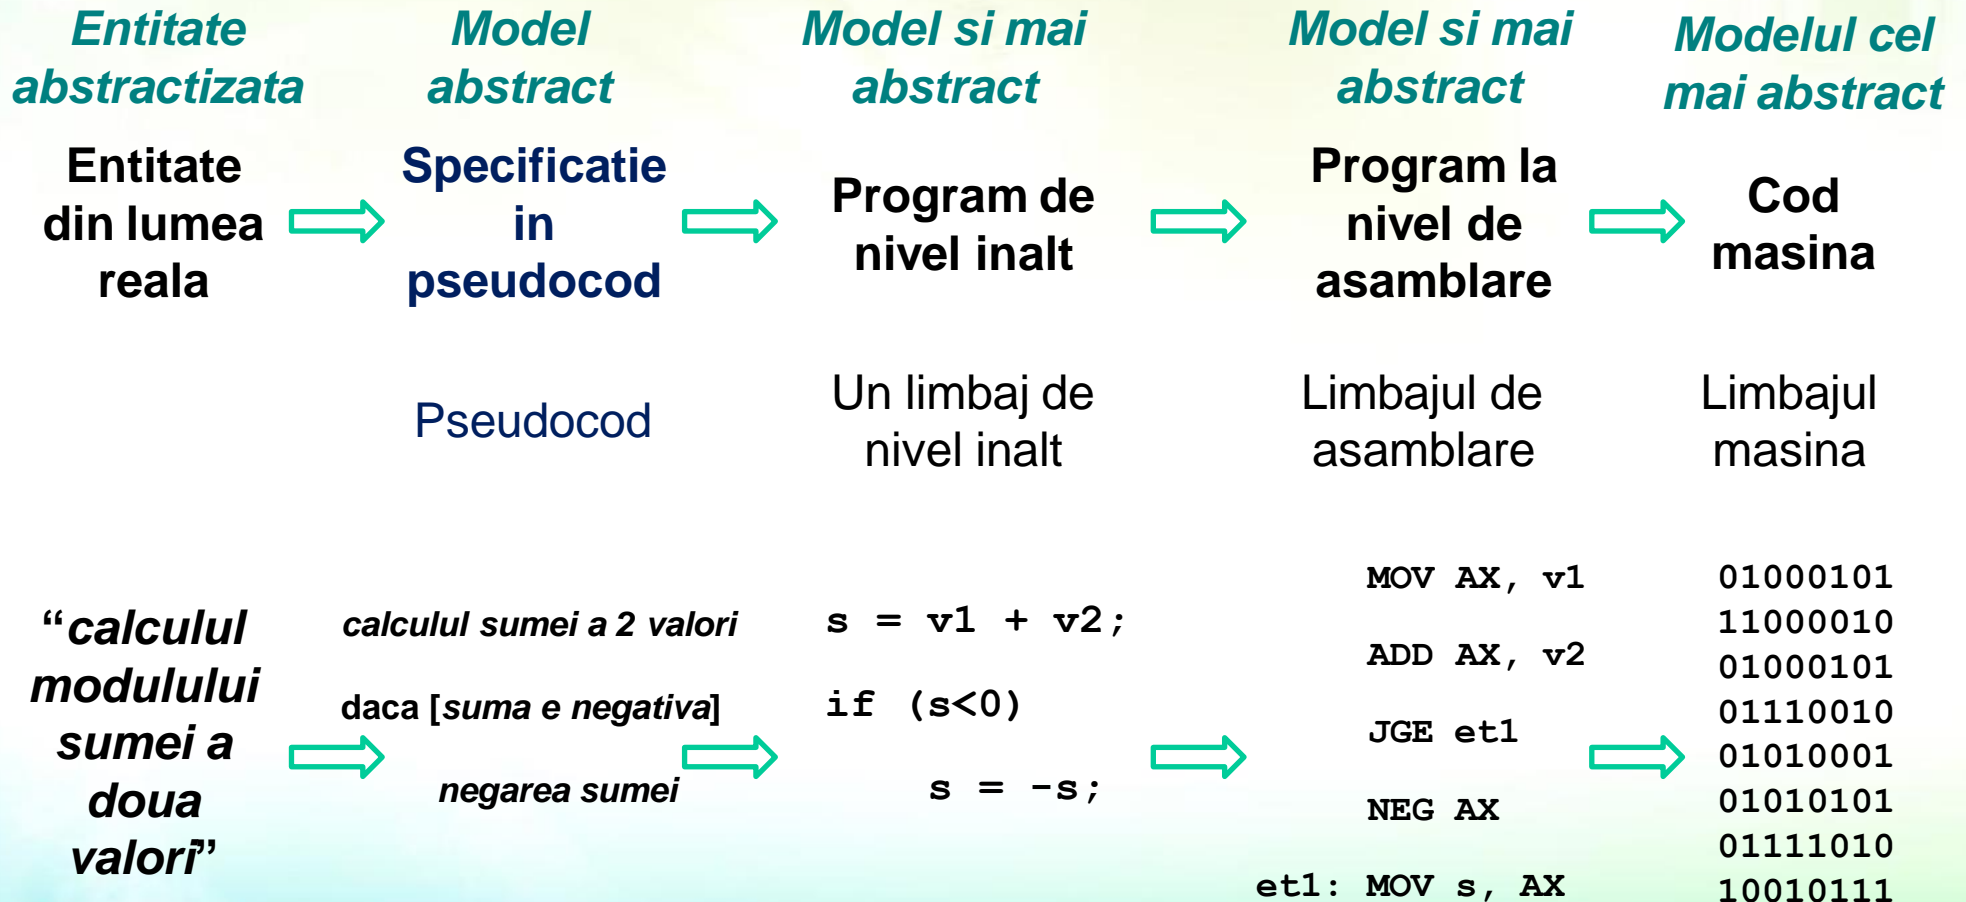 Entitate
abstractizata
Model
abstract
Model si mai
abstract
Model si mai
abstract
Modelul cel
mai abstract
Entitate
din lumea
reala
Specificatie
in
pseudocod
Program de
nivel inalt
Program la
nivel de
asamblare
Cod
masina
Pseudocod
Un limbaj de
nivel inalt
Limbajul de
asamblare
Limbajul
masina
“calculul
modulului
sumei a
doua
valori”
calculul sumei a 2 valori
daca [suma e negativa]
negarea sumei
s = v1 + v2;
if (s<0)
s = -s;
MOV AX, v1
ADD AX, v2
JGE et1
NEG AX
et1: MOV s, AX
01000101
11000010
01000101
01110010
01010001
01010101
01111010
10010111